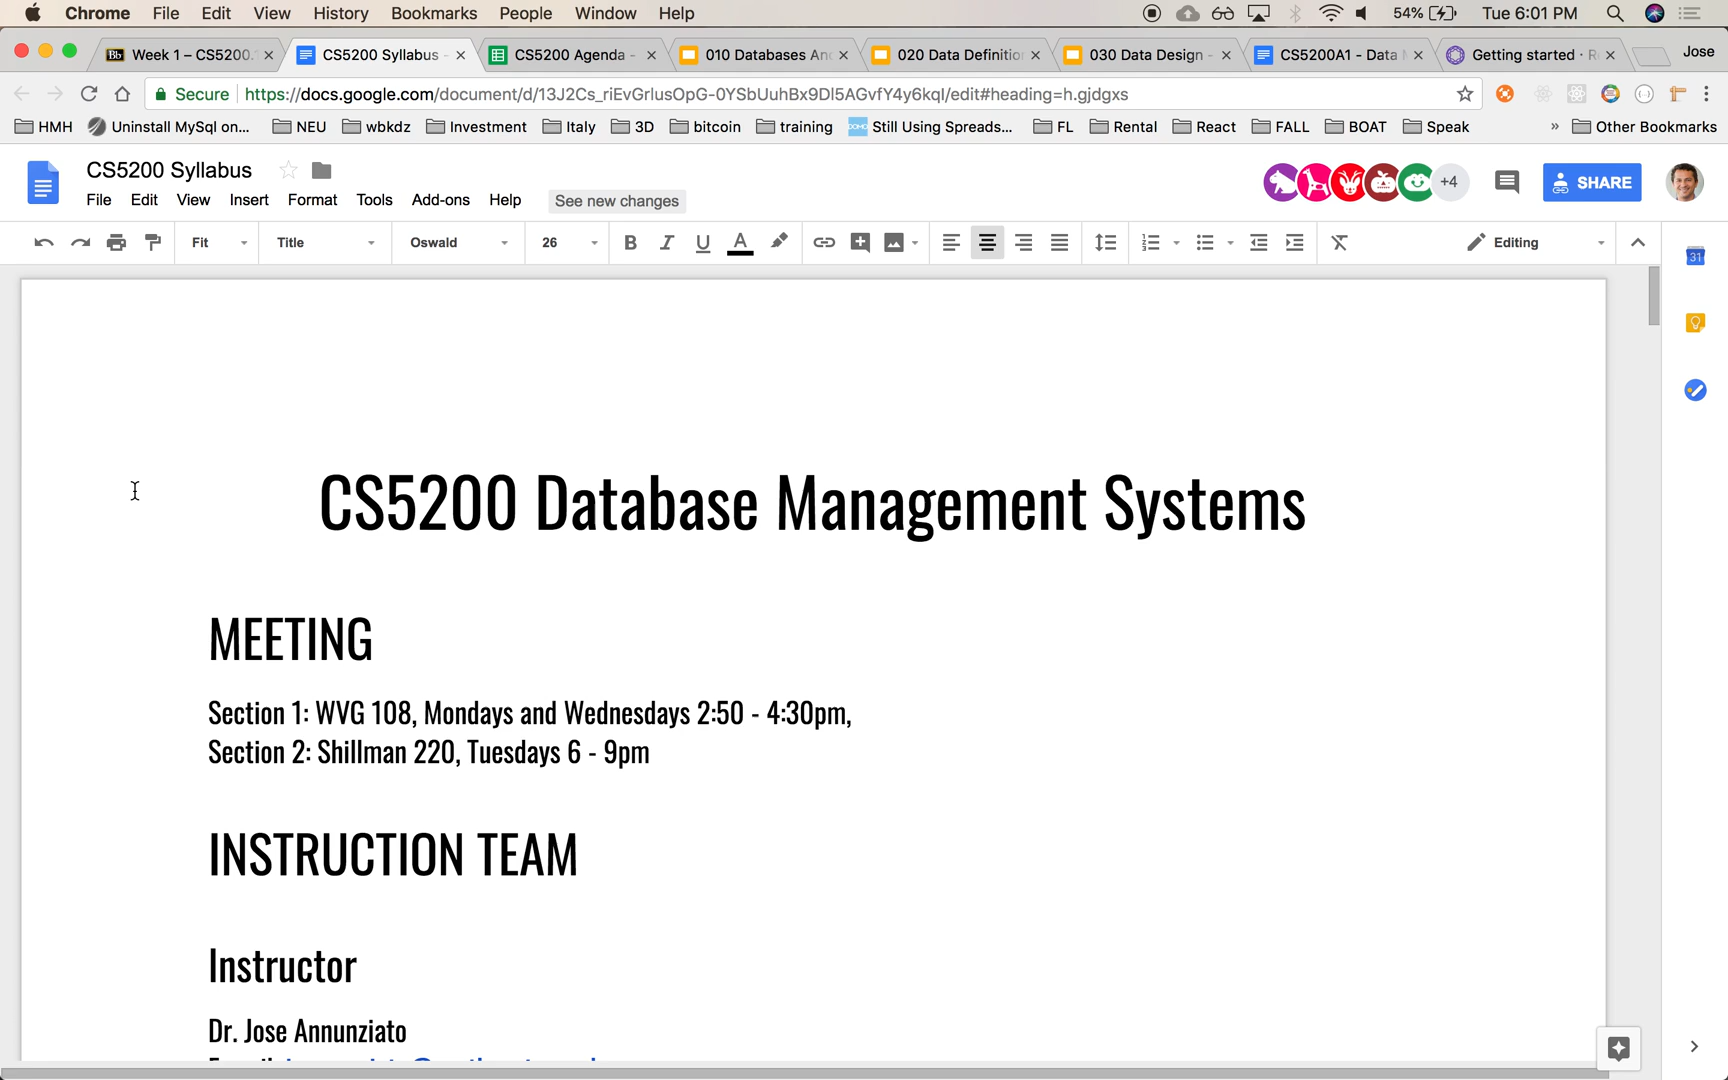 Chrome File Edit View History Bookmarks People Window Help 54% Tue 6:01 PM
Week 1 – CS5200. CS5200 Syllabus - CS5200 Agenda - 010 Databases An 020 Data Definition 030 Data Design - CS5200A1 - Data Getting started · R Jose
Secure https://docs.google.com/document/d/13J2Cs_riEvGrlusOpG-0YSbUuhBx9Dl5AGvfY4y6kqI/edit#heading=h.gjdgxs
HMH Uninstall MySql on... NEU wbkdz Investment Italy 3D bitcoin training DOMO Still Using Spreads... FL Rental React FALL BOAT Speak » Other Bookmarks
CS5200 Syllabus
+4 SHARE
File Edit View Insert Format Tools Add-ons Help See new changes
Fit Title Oswald 26 B I U A Editing
31
CS5200 Database Management Systems
MEETING
Section 1: WVG 108, Mondays and Wednesdays 2:50 - 4:30pm,
Section 2: Shillman 220, Tuesdays 6 - 9pm
INSTRUCTION TEAM
Instructor
Dr. Jose Annunziato